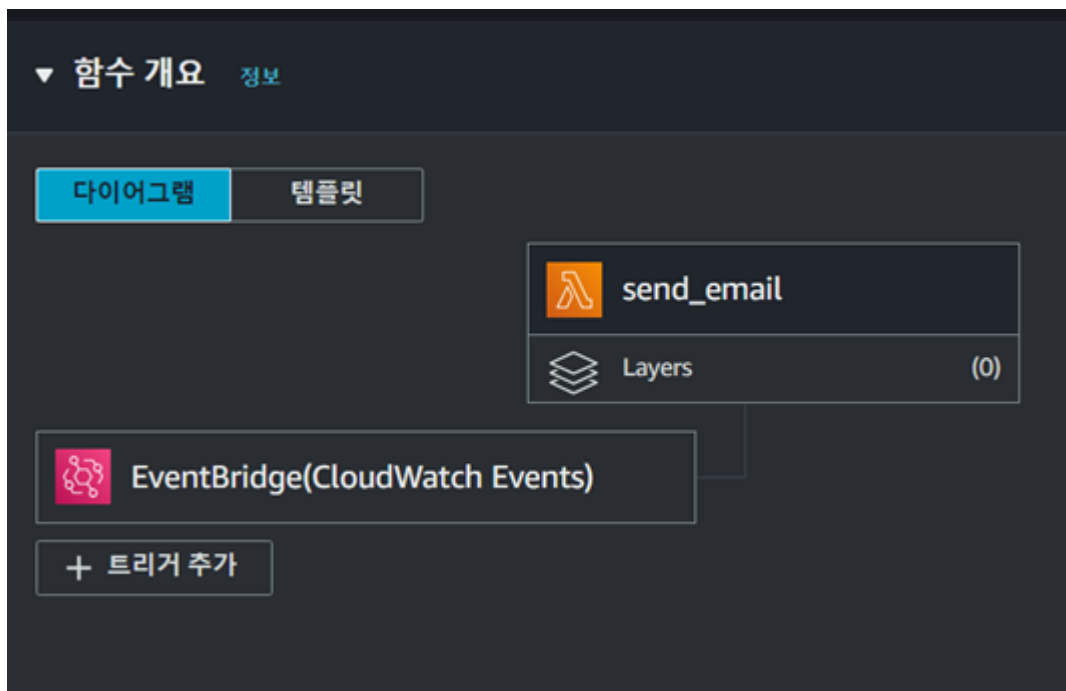 ▼ 함수 개요 정보
다이어그램 템플릿
send_email
Layers (0)
EventBridge(CloudWatch Events)
+ 트리거 추가